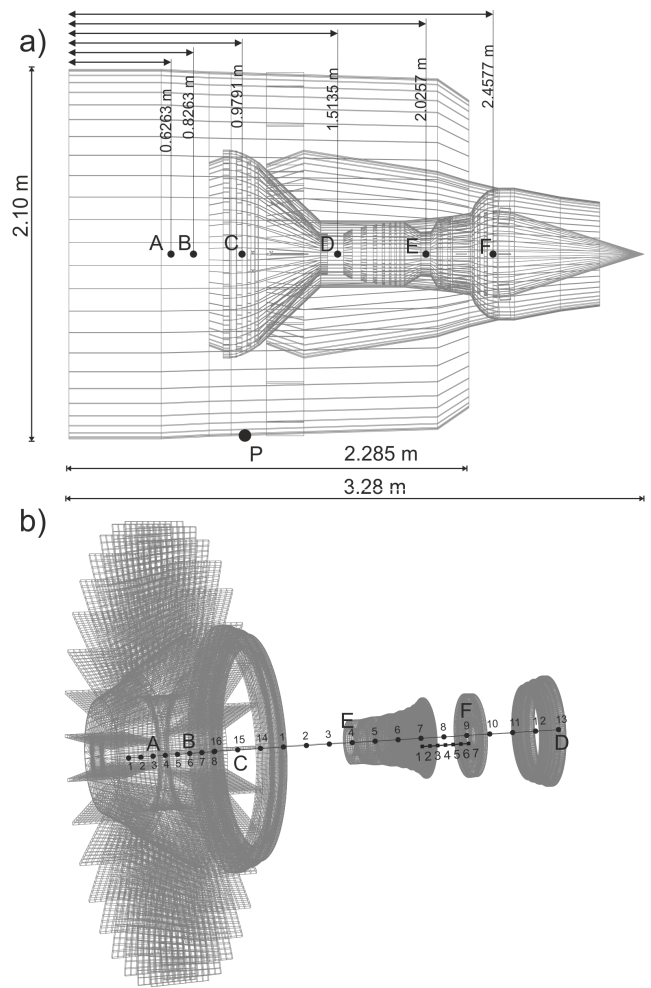 a)
0.6263 m
0.8263 m
0.9791 m
1.5135 m
2.0257 m
2.4577 m
2.10 m
A B C D E F
P
2.285 m
3.28 m
b)
E
F
A B
16 15 14 1 2 3 4 5 6 7 8 9 10 11 12 13
C
D
1 2 3 4 5 6 7 8
1 2 3 4 5 6 7